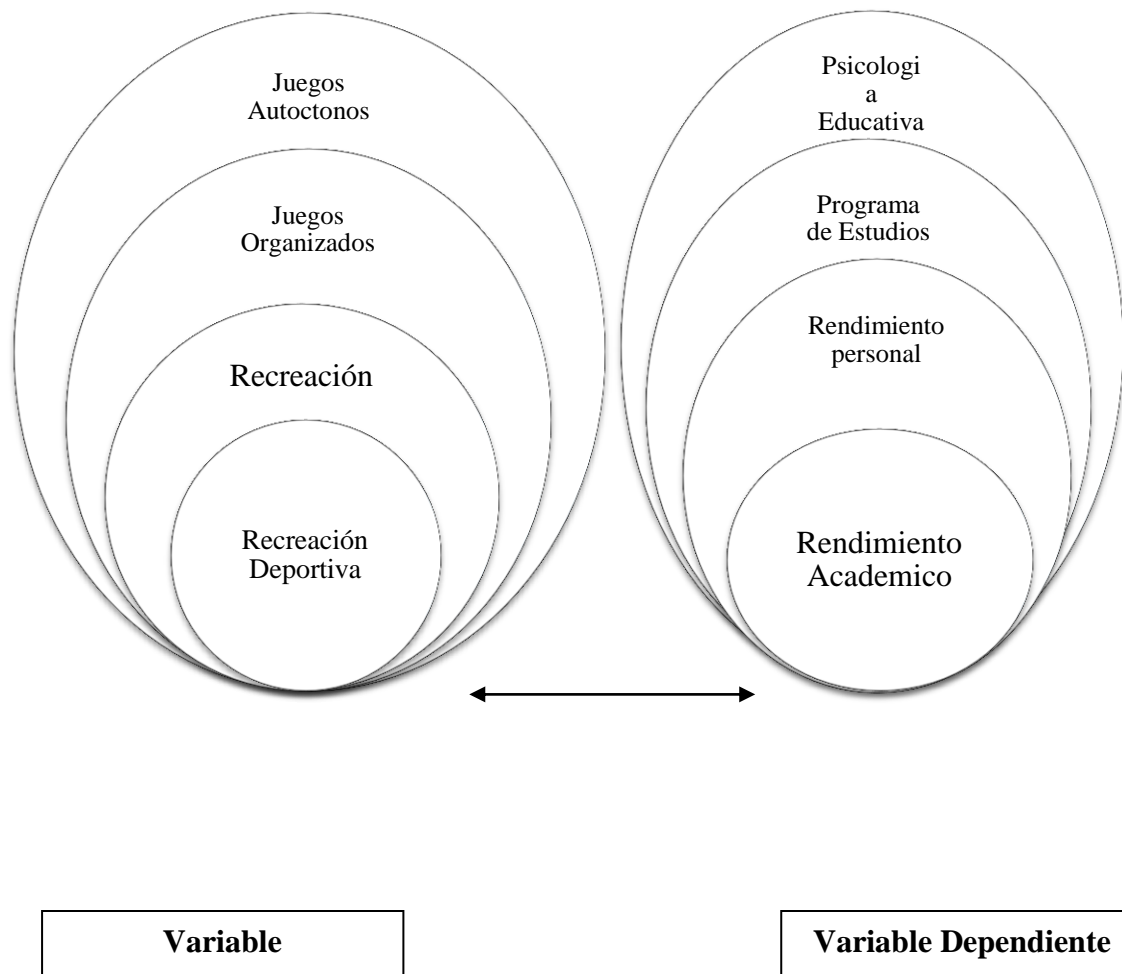 Juegos
Autoctonos
Juegos
Organizados
Recreación
Recreación
Deportiva
Psicologi
a
Educativa
Programa
de Estudios
Rendimiento
personal
Rendimiento
Academico
Variable
Variable Dependiente